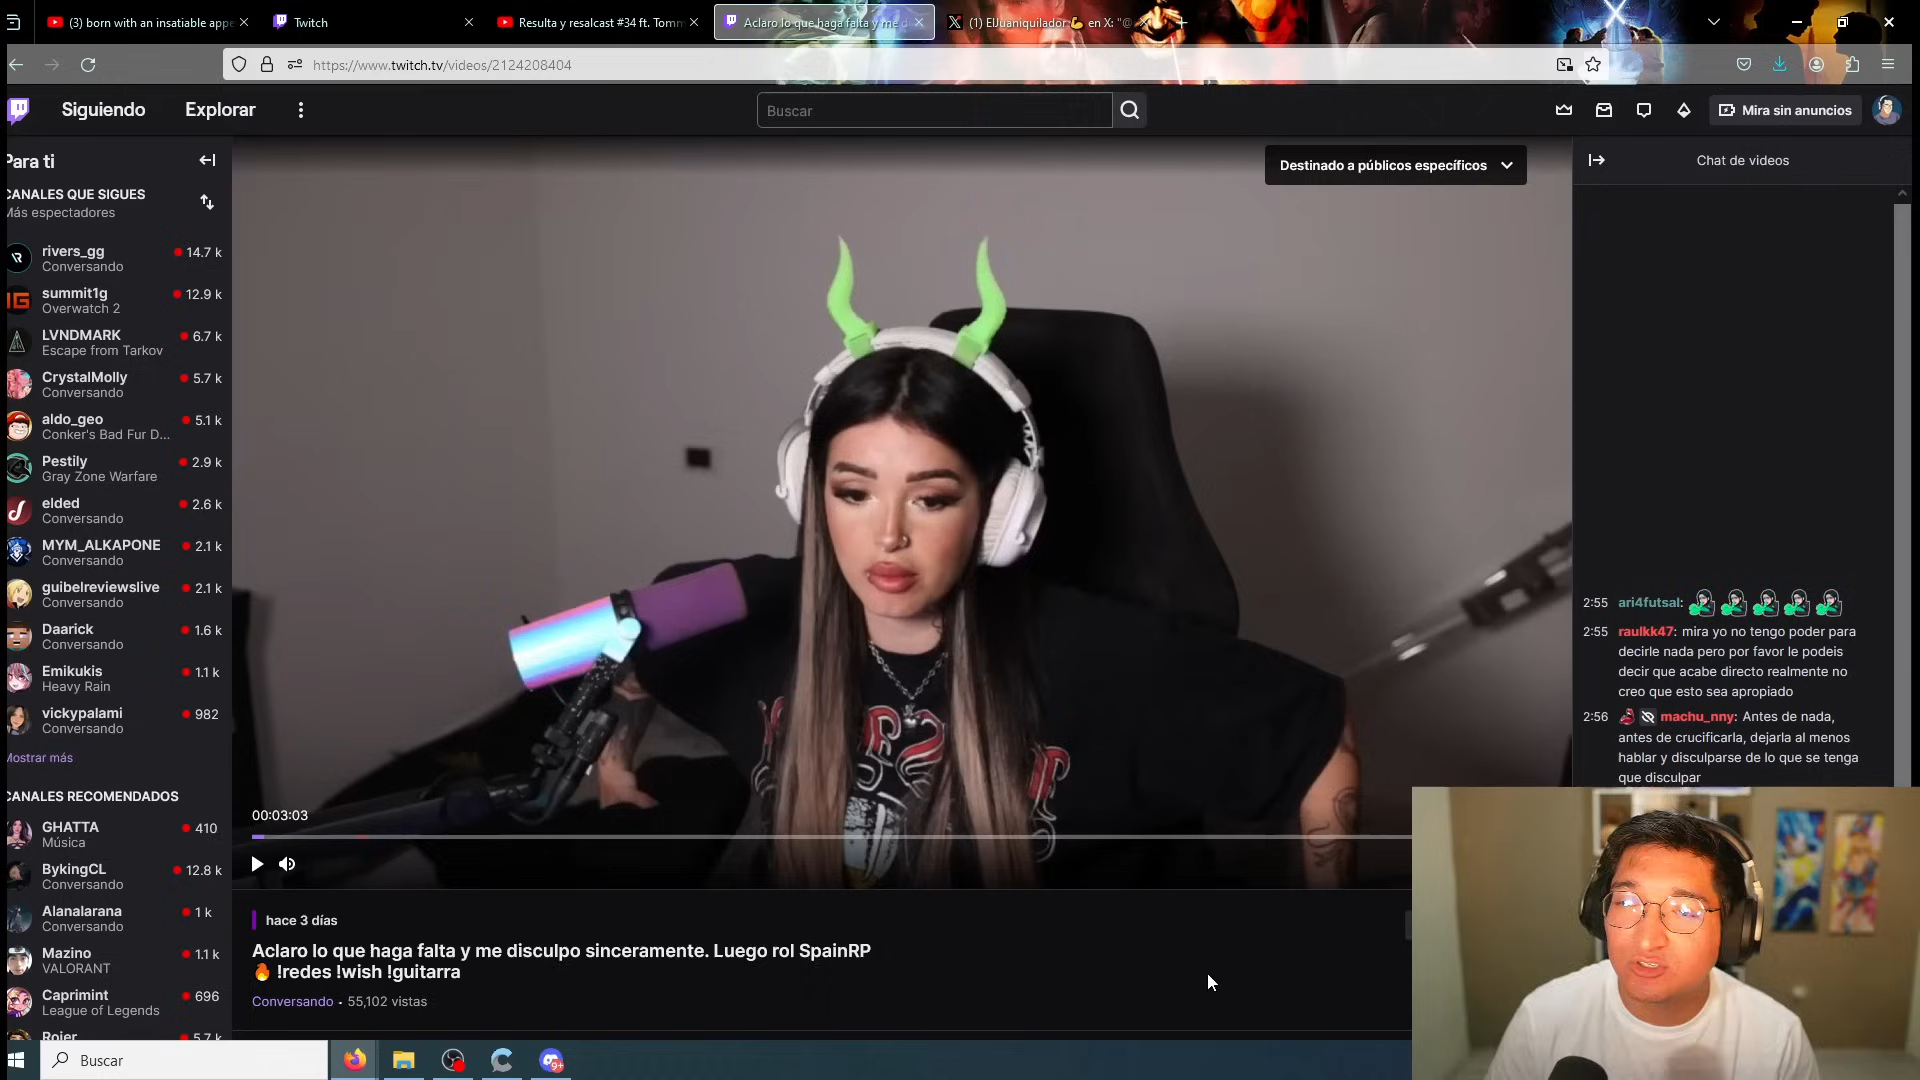 (3) born with an insatiable appe
Twitch
Resulta y resalcast #34 ft. Tomm
Aclaro lo que haga falta y me d
(1) ElJuaniquilador 💪 en X: "@
https://www.twitch.tv/videos/2124208404
Siguiendo
Explorar
Buscar
Mira sin anuncios
Para ti
CANALES QUE SIGUES
Más espectadores
rivers_gg
14.7 k
Conversando
summit1g
12.9 k
Overwatch 2
LVNDMARK
6.7 k
Escape from Tarkov
CrystalMolly
5.7 k
Conversando
aldo_geo
5.1 k
Conker's Bad Fur D...
Pestily
2.9 k
Gray Zone Warfare
elded
2.6 k
Conversando
MYM_ALKAPONE
2.1 k
Conversando
guibelreviewslive
2.1 k
Conversando
Daarick
1.6 k
Conversando
Emikukis
1.1 k
Heavy Rain
vickypalami
982
Conversando
Mostrar más
CANALES RECOMENDADOS
GHATTA
410
Música
BykingCL
12.8 k
Conversando
Alanalarana
1 k
Conversando
Mazino
1.1 k
VALORANT
Caprimint
696
League of Legends
Roier
5.7 k
Destinado a públicos específicos
00:03:03
hace 3 días
Aclaro lo que haga falta y me disculpo sinceramente. Luego rol SpainRP
🔥 !redes !wish !guitarra
Conversando · 55,102 vistas
Chat de videos
2:55 ari4futsal:
2:55 raulkk47: mira yo no tengo poder para
decirle nada pero por favor le podeis
decir que acabe directo realmente no
creo que esto sea apropiado
2:56 machu_nny: Antes de nada,
antes de crucificarla, dejarla al menos
hablar y disculparse de lo que se tenga
que disculpar
Buscar
9+